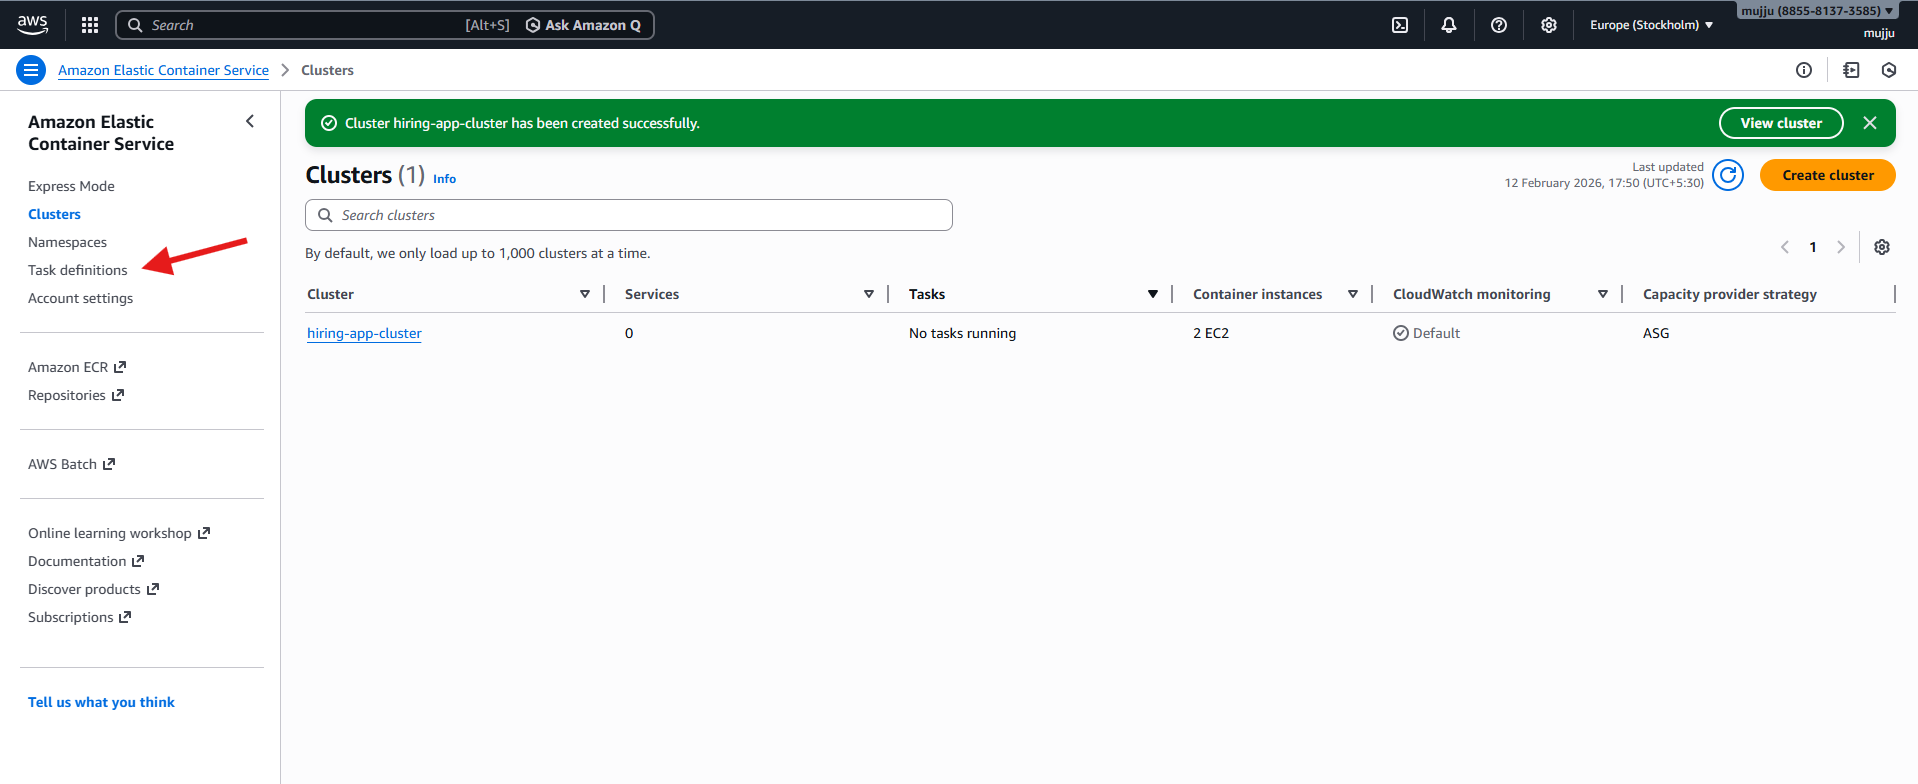 aws
Search [Alt+S] Ask Amazon Q
Europe (Stockholm)
mujju (8855-8137-3585)
mujju
Amazon Elastic Container Service
Clusters
Amazon Elastic
Container Service
Express Mode
Clusters
Namespaces
Task definitions
Account settings
Amazon ECR
Repositories
AWS Batch
Online learning workshop
Documentation
Discover products
Subscriptions
Tell us what you think
Cluster hiring-app-cluster has been created successfully.
View cluster
Clusters (1) Info
Last updated
12 February 2026, 17:50 (UTC+5:30)
Create cluster
Search clusters
By default, we only load up to 1,000 clusters at a time.
1
Cluster Services Tasks Container instances CloudWatch monitoring Capacity provider strategy
hiring-app-cluster 0 No tasks running 2 EC2 Default ASG